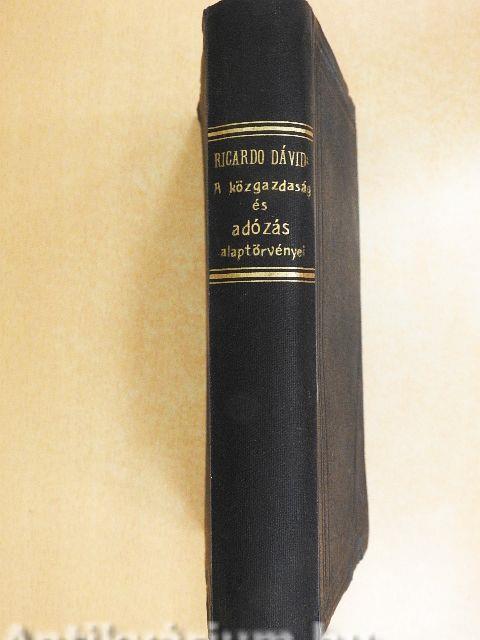 RICARDO DÁVID:
A közgazdaság
és
adózás
alaptörvényei